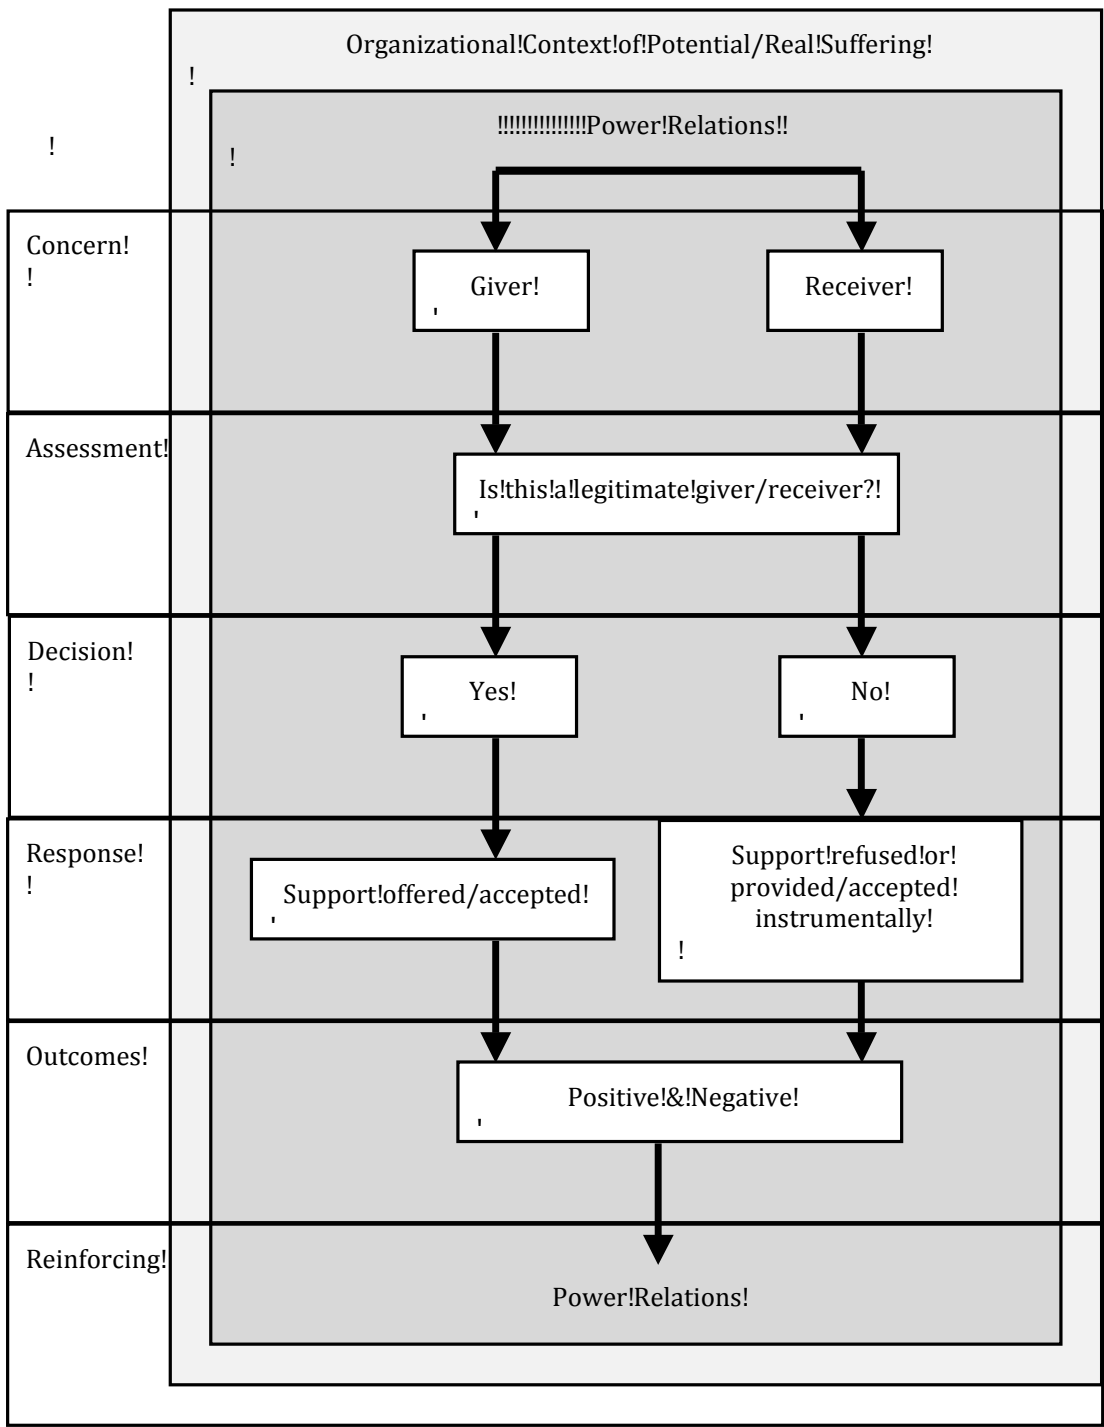 Organizational!Context!of!Potential/Real!Suffering!
!
!!!!!!!!!!!!!!!Power!Relations!!
!
!
Concern!
!
Giver!
'
Receiver!
Assessment!
Is!this!a!legitimate!giver/receiver?!
'
Decision!
!
Yes!
'
No!
'
Response!
!
Support!offered/accepted!
'
Support!refused!or!
provided/accepted!
instrumentally!
!
Outcomes!
Positive!&!Negative!
'
Reinforcing!
Power!Relations!